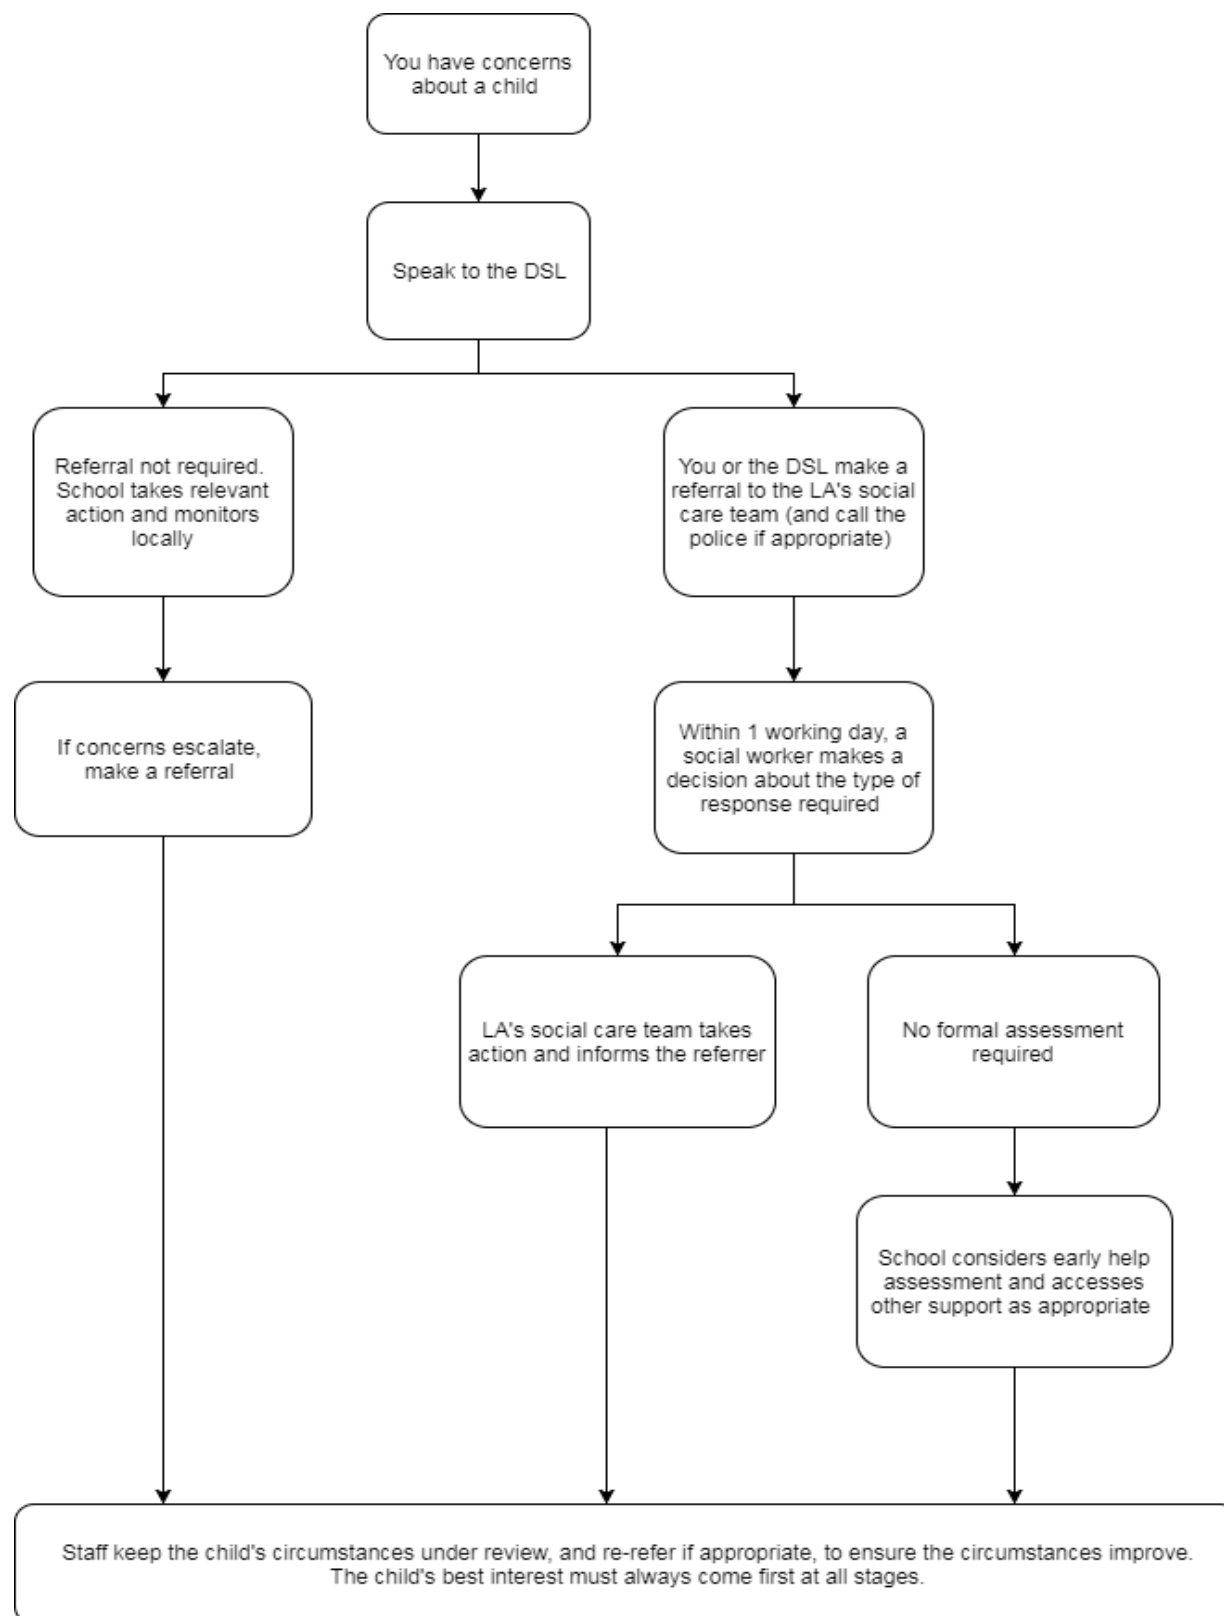 You have concerns
about a child
Speak to the DSL
Referral not required.
School takes relevant
action and monitors
locally
You or the DSL make a
referral to the LA's social
care team (and call the
police if appropriate)
If concerns escalate,
make a referral
Within 1 working day, a
social worker makes a
decision about the type of
response required
LA's social care team takes
action and informs the referrer
No formal assessment
required
School considers early help
assessment and accesses
other support as appropriate
Staff keep the child's circumstances under review, and re-refer if appropriate, to ensure the circumstances improve.
The child's best interest must always come first at all stages.